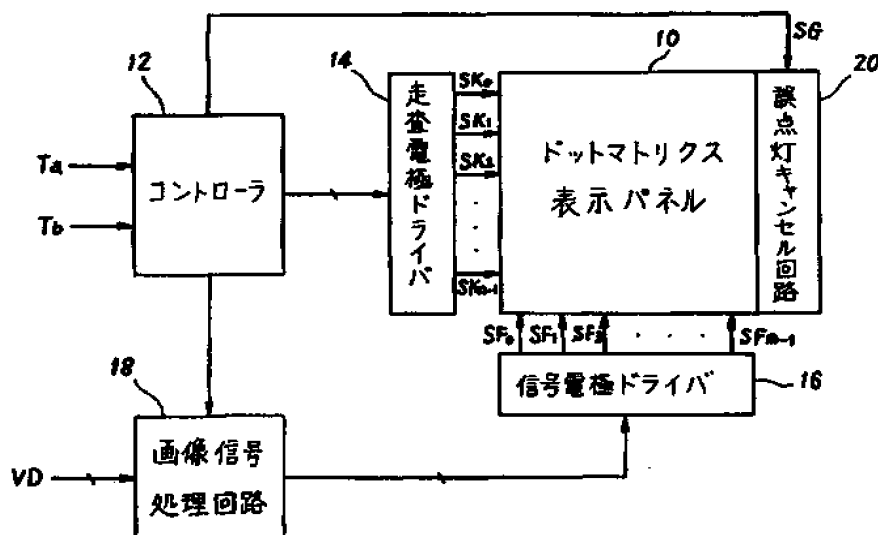 SG
10
20
14
12
SK₀
SK₁
SK₂
SKn-1
走査電極ドライバ
ドットマトリクス
表示パネル
誤点灯キャンセル回路
Ta
Tb
コントローラ
SF₀
SF₁
SF₂
SFm-1
信号電極ドライバ
16
18
画像信号
処理回路
VD